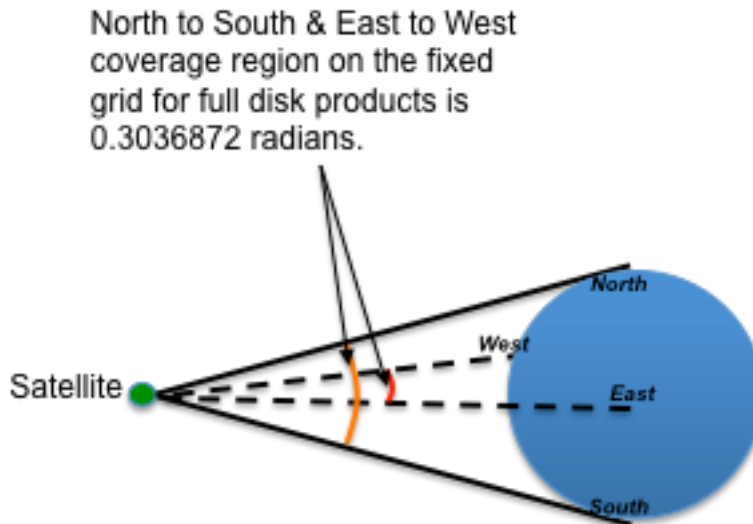 North to South & East to West
coverage region on the fixed
grid for full disk products is
0.3036872 radians.
North
West
Satellite
East
South